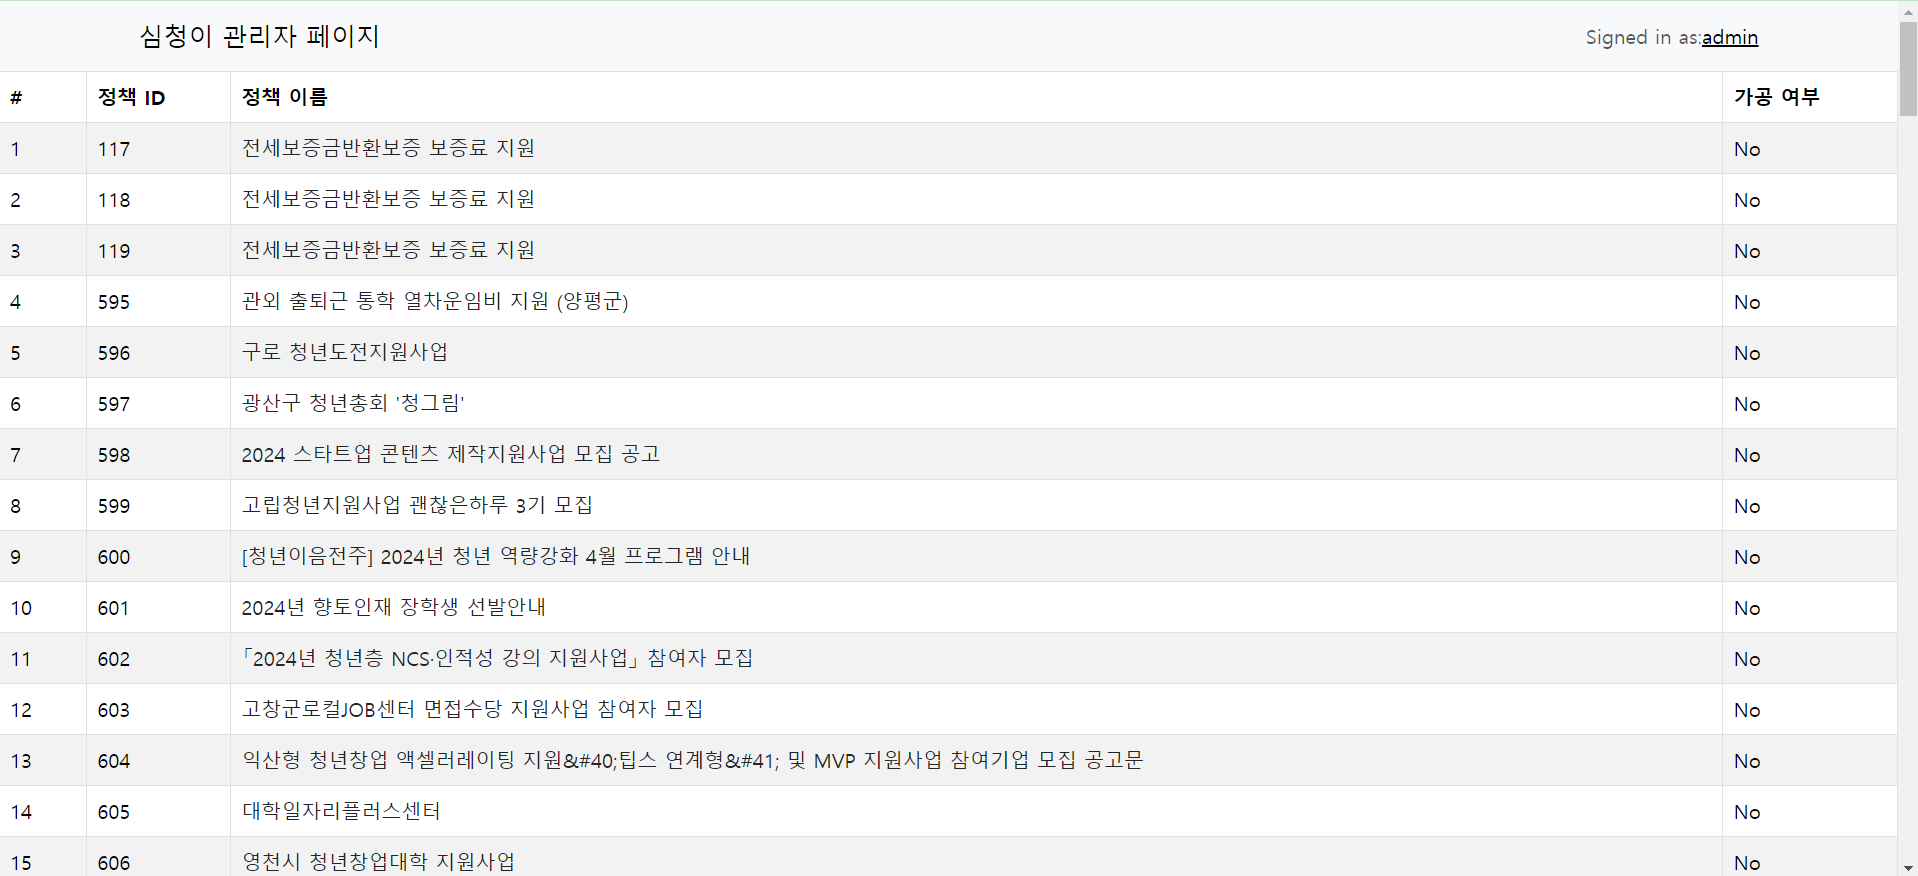 심청이 관리자 페이지 Signed in as:admin
# 정책 ID 정책 이름 가공 여부
1 117 전세보증금반환보증 보증료 지원 No
2 118 전세보증금반환보증 보증료 지원 No
3 119 전세보증금반환보증 보증료 지원 No
4 595 관외 출퇴근 통학 열차운임비 지원 (양평군) No
5 596 구로 청년도전지원사업 No
6 597 광산구 청년총회 '청그림' No
7 598 2024 스타트업 콘텐츠 제작지원사업 모집 공고 No
8 599 고립청년지원사업 괜찮은하루 3기 모집 No
9 600 [청년이음전주] 2024년 청년 역량강화 4월 프로그램 안내 No
10 601 2024년 향토인재 장학생 선발안내 No
11 602 「2024년 청년층 NCS·인적성 강의 지원사업」 참여자 모집 No
12 603 고창군로컬JOB센터 면접수당 지원사업 참여자 모집 No
13 604 익산형 청년창업 액셀러레이팅 지원&#40;팁스 연계형&#41; 및 MVP 지원사업 참여기업 모집 공고문 No
14 605 대학일자리플러스센터 No
15 606 영천시 청년창업대학 지원사업 No